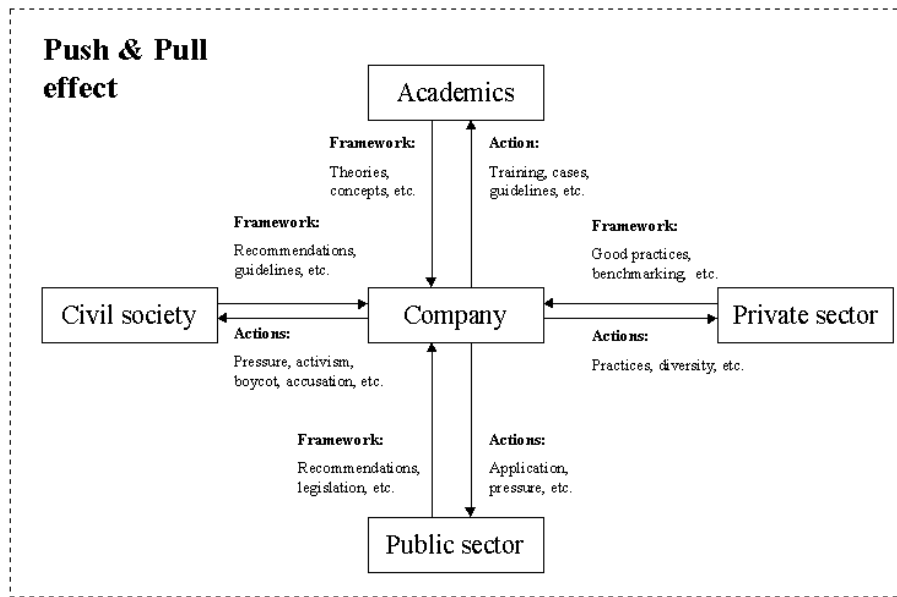 Push & Pull
effect
Academics
Framework:
Theories,
concepts, etc.
Action:
Training, cases,
guidelines, etc.
Framework:
Recommendations,
guidelines, etc.
Framework:
Good practices,
benchmarking, etc.
Civil society
Company
Private sector
Actions:
Pressure, activism,
boycot, accusation, etc.
Actions:
Practices, diversity, etc.
Framework:
Recommendations,
legislation, etc.
Actions:
Application,
pressure, etc.
Public sector